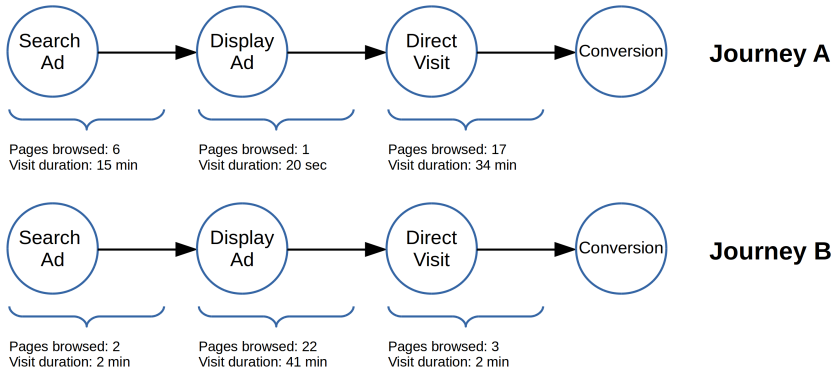 Search
Ad
Display
Ad
Direct
Visit
Conversion
Journey A
Pages browsed: 6
Visit duration: 15 min
Pages browsed: 1
Visit duration: 20 sec
Pages browsed: 17
Visit duration: 34 min
Search
Ad
Display
Ad
Direct
Visit
Conversion
Journey B
Pages browsed: 2
Visit duration: 2 min
Pages browsed: 22
Visit duration: 41 min
Pages browsed: 3
Visit duration: 2 min